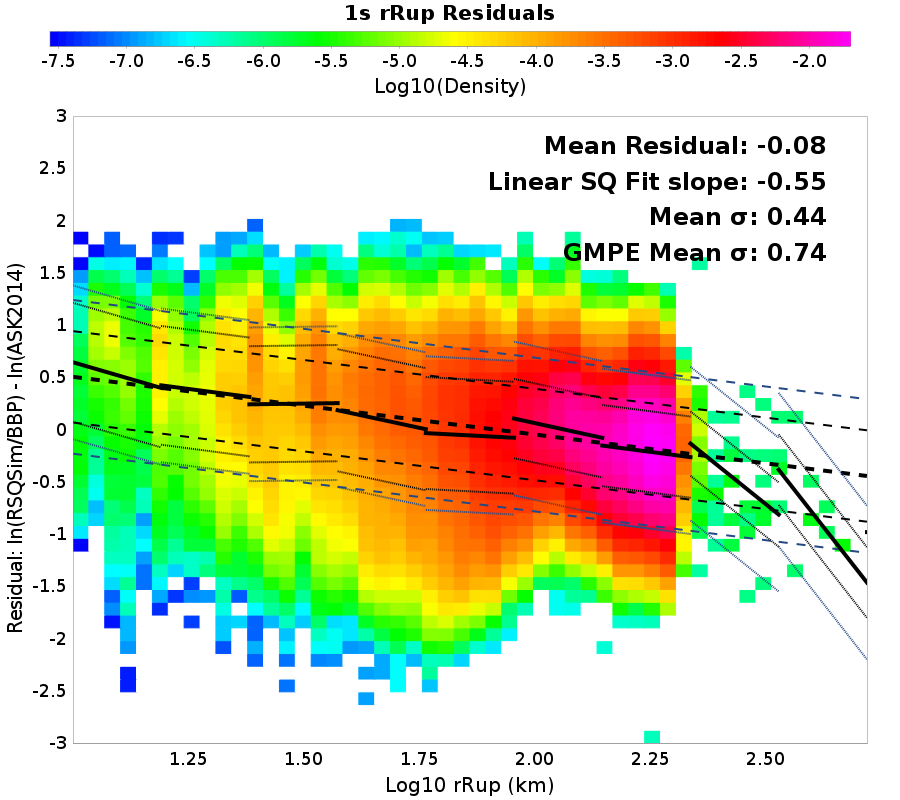 1s rRup Residuals
-7.5 -7.0 -6.5 -6.0 -5.5 -5.0 -4.5 -4.0 -3.5 -3.0 -2.5 -2.0
Log10(Density)
Mean Residual: -0.08
Linear SQ Fit slope: -0.55
Mean σ: 0.44
GMPE Mean σ: 0.74
Residual: ln(RSQSim/BBP) - ln(ASK2014)
3
2.5
2
1.5
1
0.5
0
-0.5
-1
-1.5
-2
-2.5
-3
1.25 1.50 1.75 2.00 2.25 2.50
Log10 rRup (km)